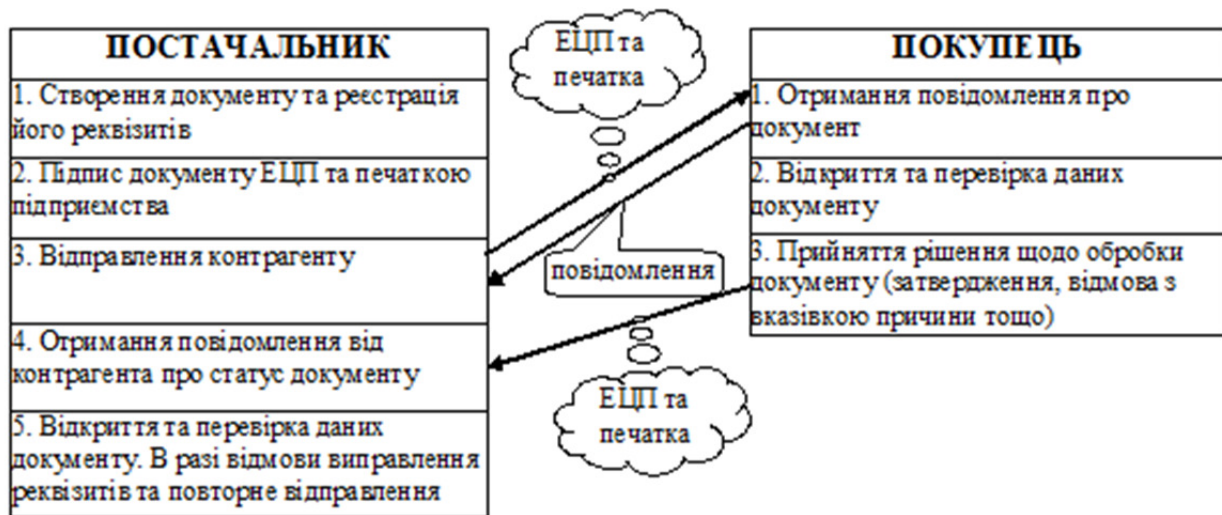 ПОСТАЧАЛЬНИК
1. Створення документу та реєстрація
його реквізитів
2. Підпис документу ЕЦП та печаткою
підприємства
3. Відправлення контрагенту
4. Отримання повідомлення від
контрагента про статус документу
5. Відкриття та перевірка даних
документу. В разі відмови виправлення
реквізитів та повторне відправлення
ЕЦП та
печатка
повідомлення
ЕЦП та
печатка
ПОКУПЕЦЬ
1. Отримання повідомлення про
документ
2. Відкриття та перевірка даних
документу
3. Прийняття рішення щодо обробки
документу (затвердження, відмова з
вказівкою причини тощо)